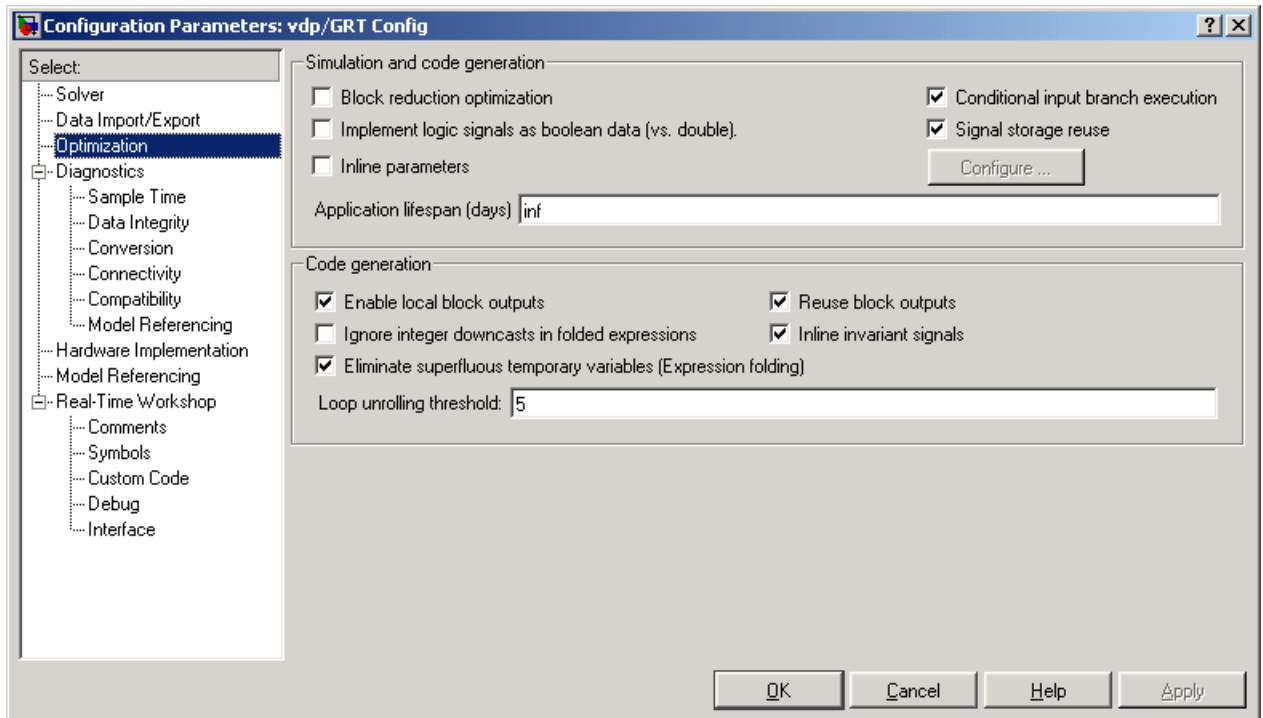 Configuration Parameters: vdp/GRT Config
Select:
Solver
Data Import/Export
Optimization
Diagnostics
Sample Time
Data Integrity
Conversion
Connectivity
Compatibility
Model Referencing
Hardware Implementation
Model Referencing
Real-Time Workshop
Comments
Symbols
Custom Code
Debug
Interface
Simulation and code generation
Block reduction optimization
Conditional input branch execution
Implement logic signals as boolean data (vs. double).
Signal storage reuse
Inline parameters
Configure ...
Application lifespan (days) inf
Code generation
Enable local block outputs
Reuse block outputs
Ignore integer downcasts in folded expressions
Inline invariant signals
Eliminate superfluous temporary variables (Expression folding)
Loop unrolling threshold: 5
OK
Cancel
Help
Apply